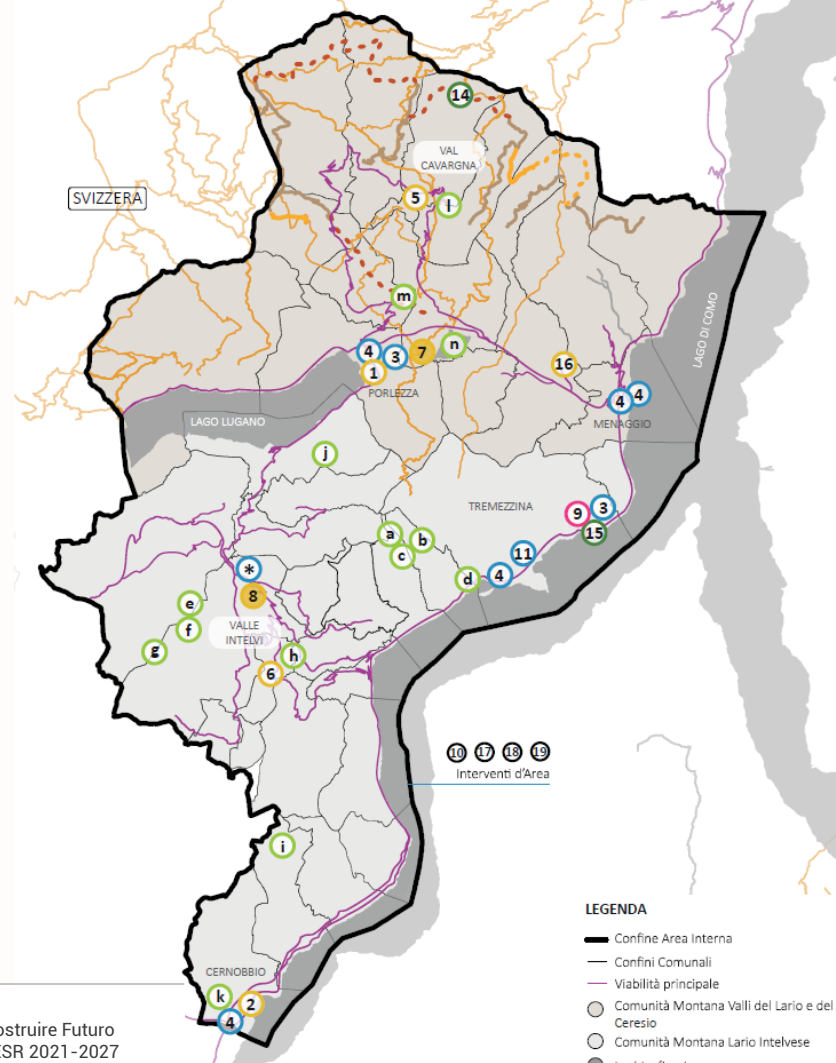 14
VAL
CAVARGNA
SVIZZERA
5
l
LAGO DI COMO
m
4
3
7
n
1
16
PORLEZZA
4
4
LAGO LUGANO
MENAGGIO
j
TREMEZZINA
9
3
a
b
15
c
11
*
d
4
8
e
VALLE
INTELVI
f
g
h
6
10 17 18 19
Interventi d'Area
i
LEGENDA
Confine Area Interna
Confini Comunali
Viabilità principale
Comunità Montana Valli del Lario e del
Ceresio
Comunità Montana Lario Intelvese
CERNOBBIO
k
2
4
ostruire Futuro
ESR 2021-2027